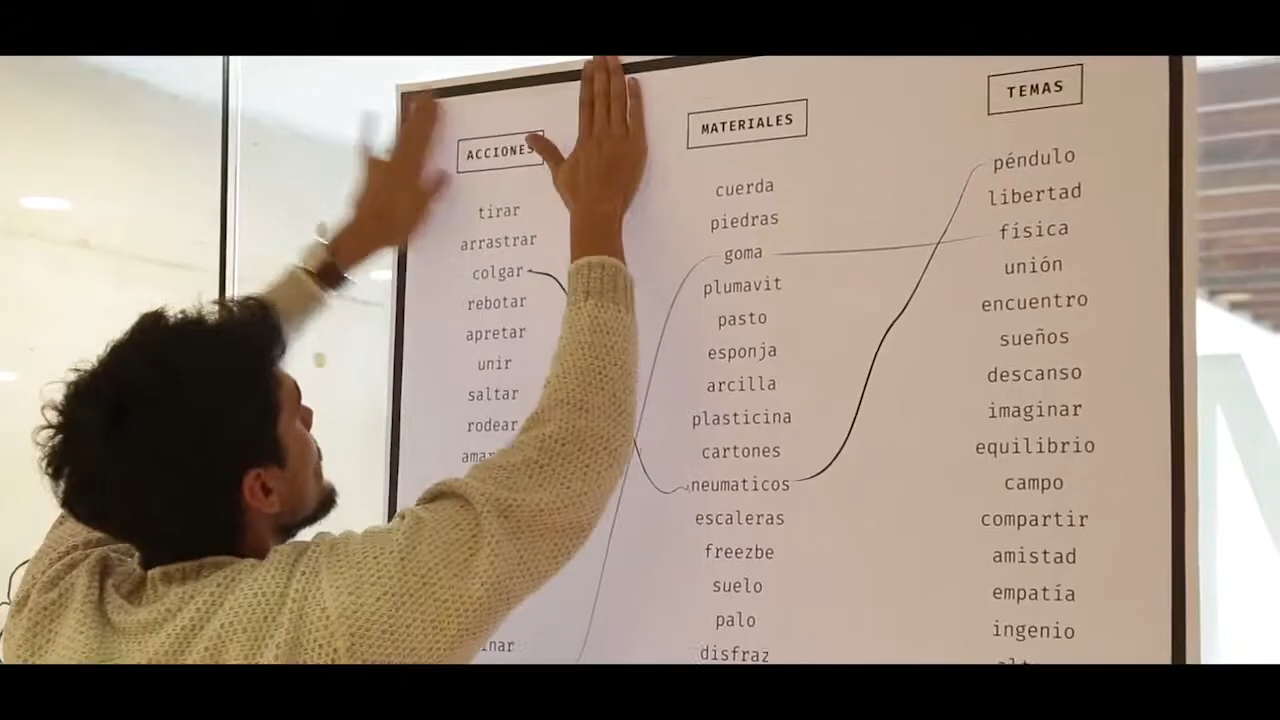 ACCIONES
tirar
arrastrar
colgar
rebotar
apretar
unir
saltar
rodear
MATERIALES
cuerda
piedras
goma
plumavit
pasto
esponja
arcilla
plasticina
cartones
neumaticos
escaleras
freezbe
suelo
palo
disfraz
TEMAS
péndulo
libertad
física
unión
encuentro
sueños
descanso
imaginar
equilibrio
campo
compartir
amistad
empatía
ingenio